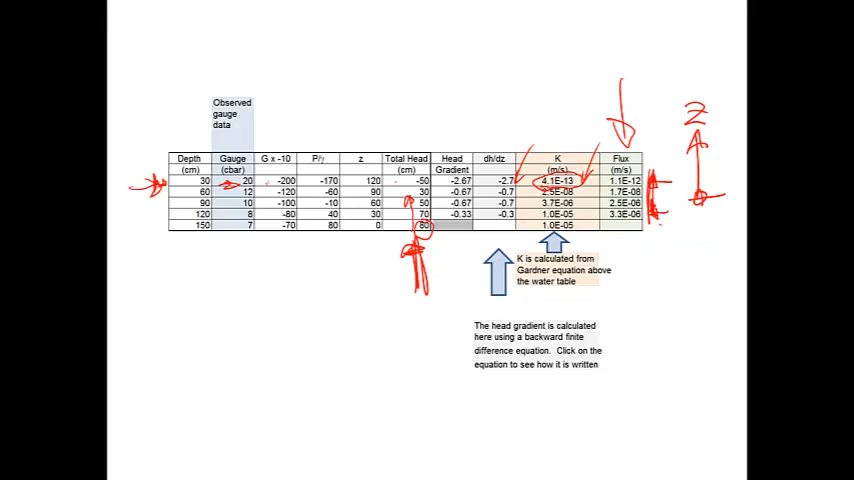 Observed
gauge
data
Depth Gauge G x -10 P/γ z Total Head Head dh/dz K Flux
(cm) (cbar) (cm) Gradient (m/s) (m/s)
30 20 -200 -170 120 -50 -2.67 -2.7 4.1E-13 1.1E-12
60 12 -120 -60 90 30 -0.67 -0.7 2.5E-08 1.7E-08
90 10 -100 -10 60 50 -0.67 -0.7 3.7E-06 2.5E-06
120 8 -80 40 30 70 -0.33 -0.3 1.0E-05 3.3E-06
150 7 -70 80 0 80 1.0E-05
Z
K is calculated from
Gardner equation above
the water table
The head gradient is calculated
here using a backward finite
difference equation. Click on the
equation to see how it is written